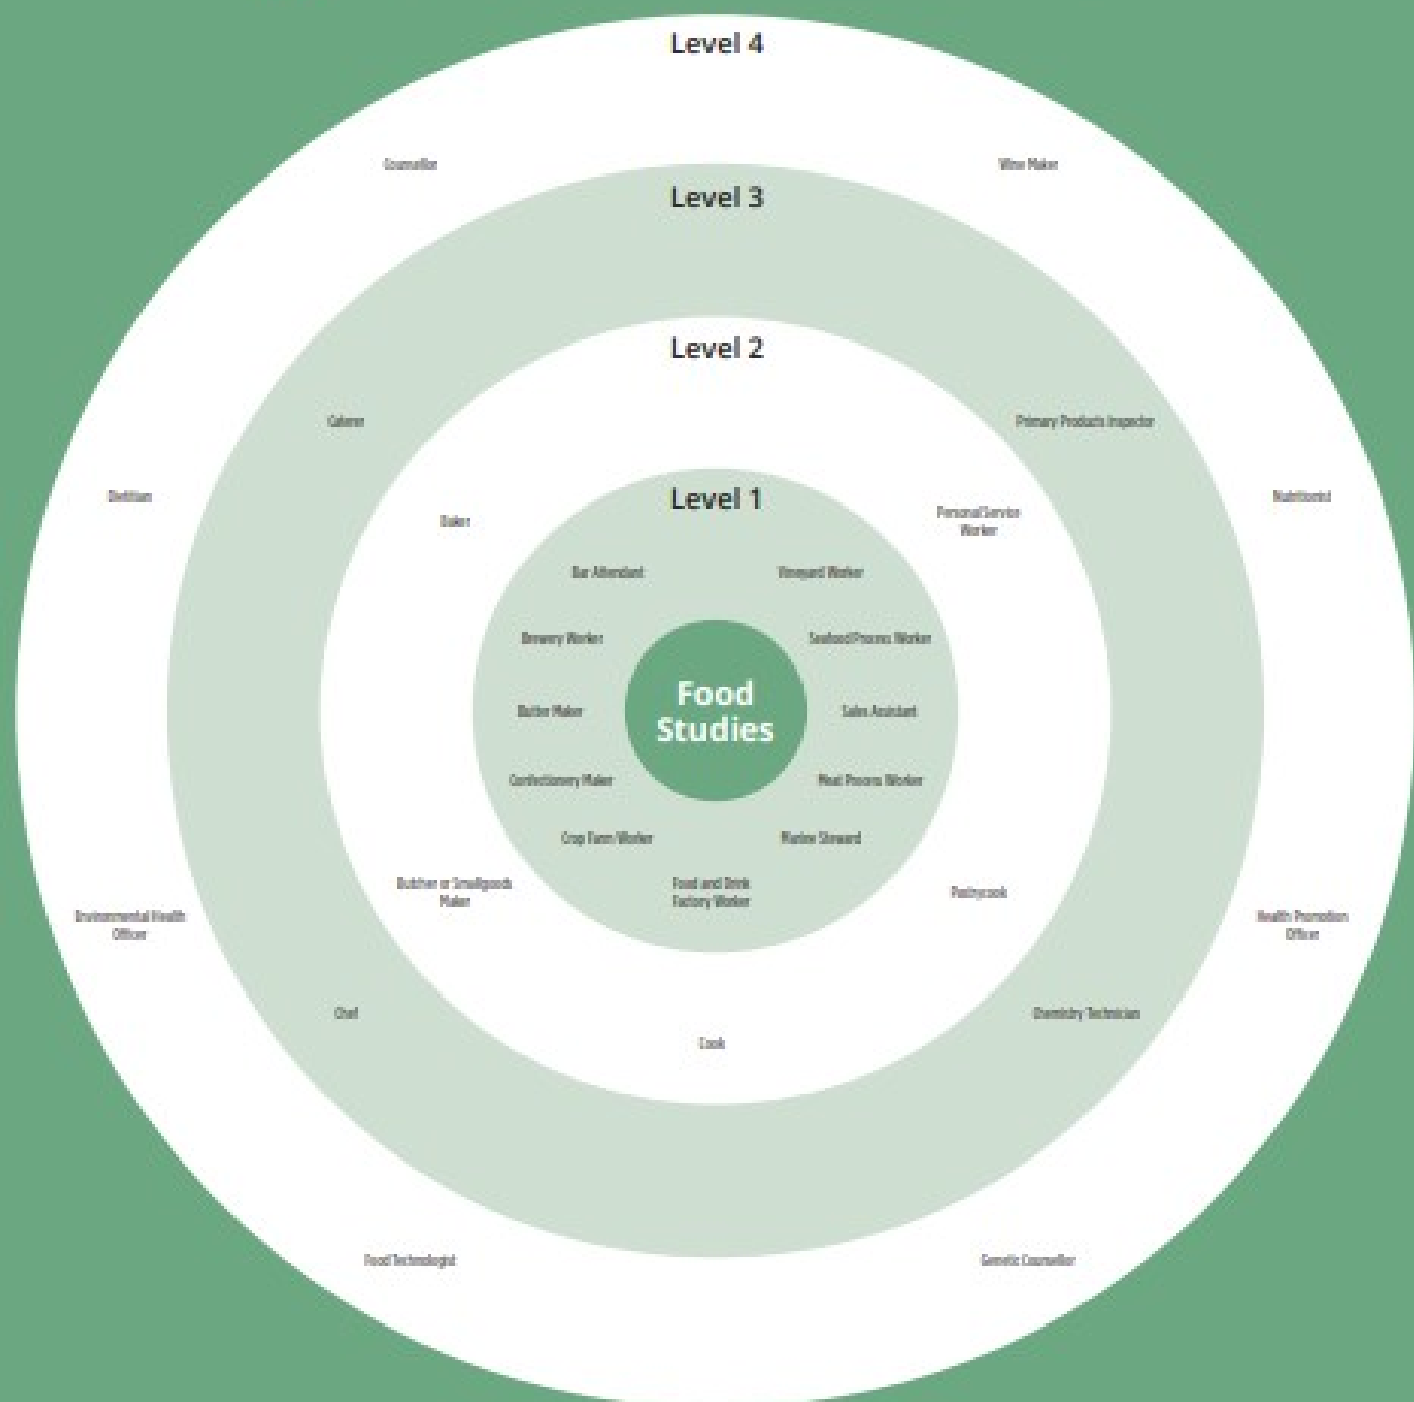 Level 4
Counsellor
Wine Maker
Level 3
Level 2
Caterer
Primary Products Inspector
Dietitian
Nutritionist
Level 1
Baker
Personal Service
Worker
Bar Attendant
Vineyard Worker
Brewery Worker
Seafood Process Worker
Food
Studies
Butter Maker
Sales Assistant
Confectionery Maker
Meat Process Worker
Crop Farm Worker
Marine Steward
Butcher or Smallgoods
Maker
Food and Drink
Factory Worker
Pastrycook
Environmental Health
Officer
Health Promotion
Officer
Chef
Chemistry Technician
Cook
Food Technologist
Genetic Counsellor